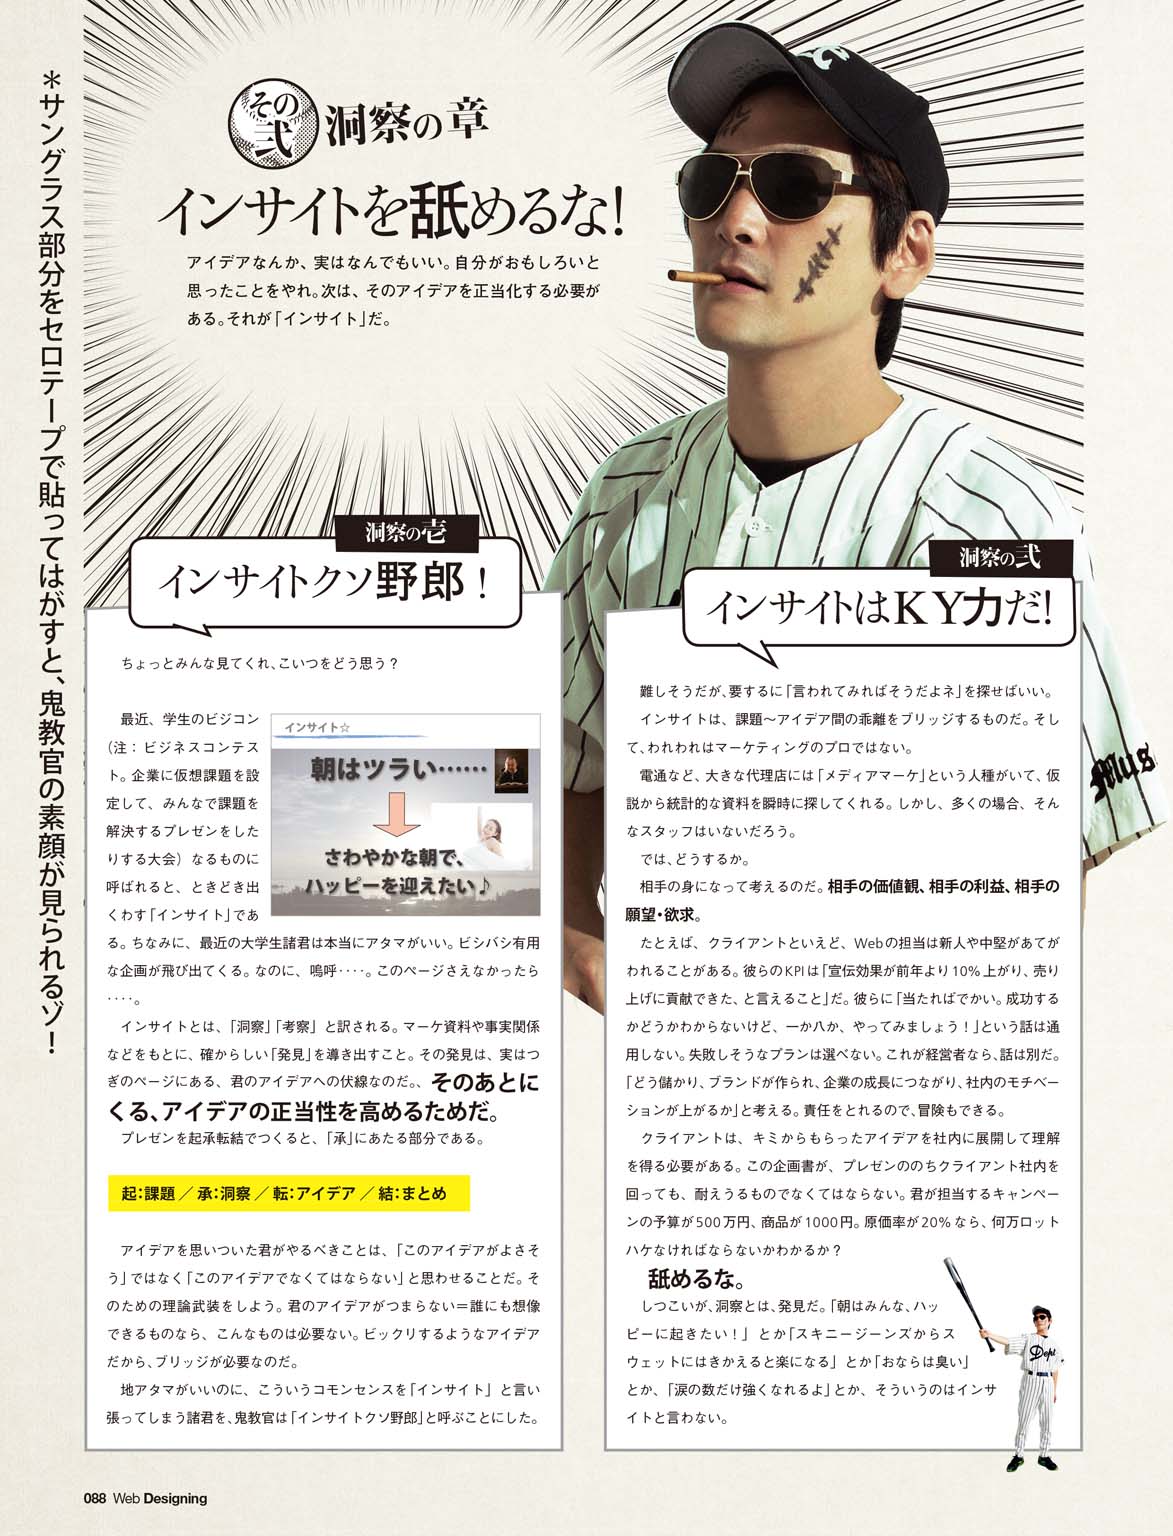 *サングラス部分をセロテープで貼ってはがすと、鬼教官の素顔が見られるゾ!
その
弐
洞察の章
インサイトを舐めるな!
アイデアなんか、実はなんでもいい。自分がおもしろいと
思ったことをやれ。次は、そのアイデアを正当化する必要が
ある。それが「インサイト」だ。
洞察の壱
インサイトクソ野郎!
ちょっとみんな見てくれ、こいつをどう思う?
最近、学生のビジコン
(注:ビジネスコンテス
ト。企業に仮想課題を設
定して、みんなで課題を
解決するプレゼンをした
りする大会)なるものに
呼ばれると、ときどき出
くわす「インサイト」であ
インサイト☆
朝はツラい……
さわやかな朝で、
ハッピーを迎えたい♪
る。ちなみに、最近の大学生諸君は本当にアタマがいい。ビシバシ有用
な企画が飛び出てくる。なのに、嗚呼‥‥。このページさえなかったら
‥‥。
インサイトとは、「洞察」「考察」と訳される。マーケ資料や事実関係
などをもとに、確からしい「発見」を導き出すこと。その発見は、実はつ
ぎのページにある、君のアイデアへの伏線なのだ。、そのあとに
くる、アイデアの正当性を高めるためだ。
プレゼンを起承転結でつくると、「承」にあたる部分である。
起:課題／承:洞察／転:アイデア／結:まとめ
アイデアを思いついた君がやるべきことは、「このアイデアがよさそ
う」ではなく「このアイデアでなくてはならない」と思わせることだ。そ
のための理論武装をしよう。君のアイデアがつまらない=誰にも想像
できるものなら、こんなものは必要ない。ビックリするようなアイデア
だから、ブリッジが必要なのだ。
地アタマがいいのに、こういうコモンセンスを「インサイト」と言い
張ってしまう諸君を、鬼教官は「インサイトクソ野郎」と呼ぶことにした。
洞察の弐
インサイトはKY力だ!
難しそうだが、要するに「言われてみればそうだよネ」を探せばいい。
インサイトは、課題〜アイデア間の乖離をブリッジするものだ。そし
て、われわれはマーケティングのプロではない。
電通など、大きな代理店には「メディアマーケ」という人種がいて、仮
説から統計的な資料を瞬時に探してくれる。しかし、多くの場合、そん
なスタッフはいないだろう。
では、どうするか。
相手の身になって考えるのだ。相手の価値観、相手の利益、相手の
願望・欲求。
たとえば、クライアントといえど、Webの担当は新人や中堅があてが
われることがある。彼らのKPIは「宣伝効果が前年より10%上がり、売り
上げに貢献できた、と言えること」だ。彼らに「当たればでかい。成功する
かどうかわからないけど、一か八か、やってみましょう!」という話は通
用しない。失敗しそうなプランは選べない。これが経営者なら、話は別だ。
「どう儲かり、ブランドが作られ、企業の成長につながり、社内のモチベー
ションが上がるか」と考える。責任をとれるので、冒険もできる。
クライアントは、キミからもらったアイデアを社内に展開して理解
を得る必要がある。この企画書が、プレゼンののちクライアント社内を
回っても、耐えうるものでなくてはならない。君が担当するキャンペー
ンの予算が500万円、商品が1000円。原価率が20%なら、何万ロット
ハケなければならないかわかるか?
舐めるな。
しつこいが、洞察とは、発見だ。「朝はみんな、ハッ
ピーに起きたい!」とか「スキニージーンズからス
ウェットにはきかえると楽になる」とか「おならは臭い」
とか、「涙の数だけ強くなれるよ」とか、そういうのはインサ
イトと言わない。
Mus
Dept
088 Web Designing